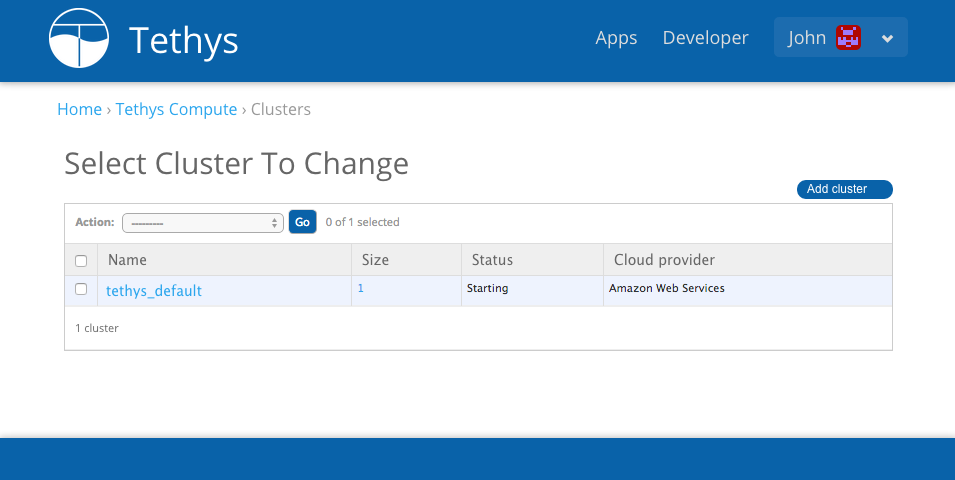 Tethys
Apps Developer John
Home › Tethys Compute › Clusters
Select Cluster To Change
Add cluster
Action: --------- Go 0 of 1 selected
Name Size Status Cloud provider
tethys_default 1 Starting Amazon Web Services
1 cluster